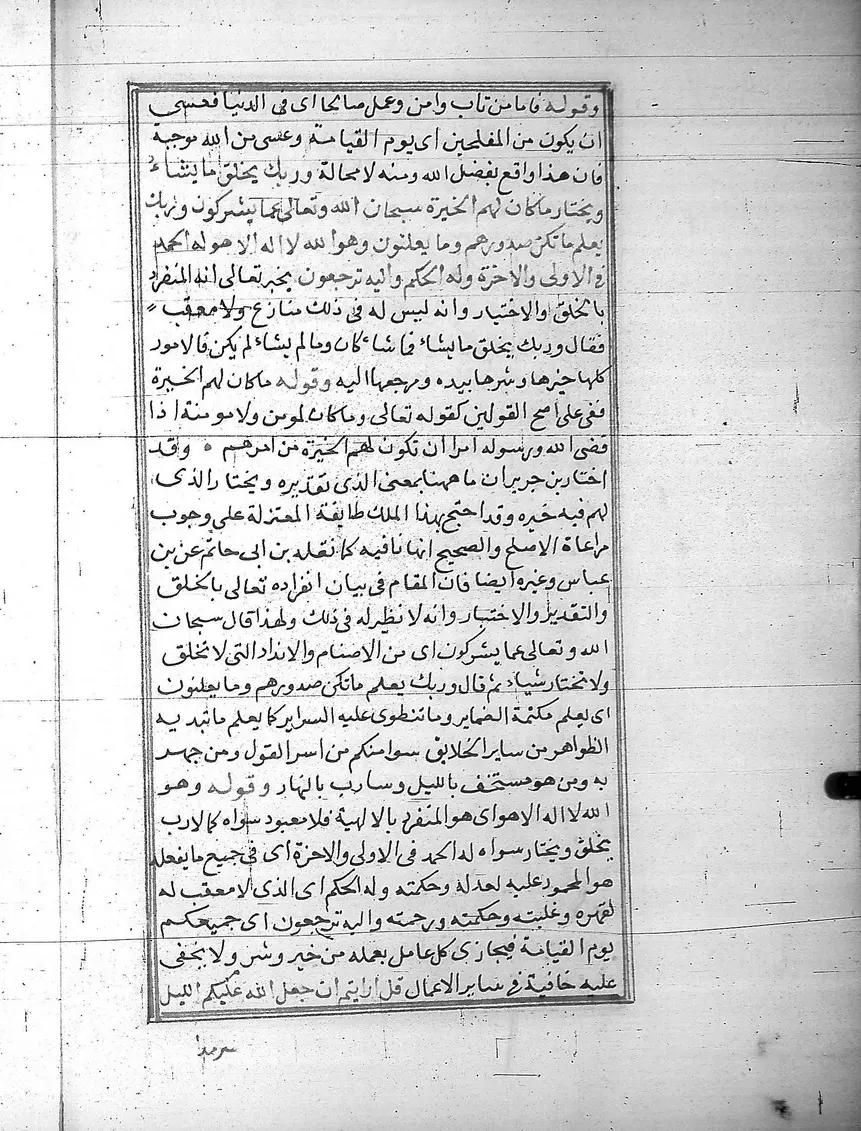 وقوله فاما من تاب وامن وعمل صالحا اى فى الدنيا فعسى
ان يكون من المفلحين اى يوم القيامة وعسى من الله موجبة
فان هذا واقع بفضل الله ومنه لا محالة وربك يخلق ما يشاء
ويختار ما كان لهم الخيرة سبحان الله وتعالى عما يشركون وربك
يعلم ما تكن صدورهم وما يعلنون وهو الله لا اله الا هو له الحمد
فى الاولى والاخرة وله الحكم واليه ترجعون يخبر تعالى انه المنفرد
بالخلق والاختيار وانه ليس له فى ذلك منازع ولا معقب
فقال وربك يخلق ما يشاء فما شاء كان وما لم يشاء لم يكن فالامور
كلها خيرها وشرها بيده ومرجعها اليه وقوله ما كان لهم الخيرة
نفى على اصح القولين كقوله تعالى وما كان لمومن ولا مومنة اذا
قضى الله ورسوله امرا ان تكون لهم الخيرة من امرهم ٥ وقد
اختار بن جرير ان ما ههنا بمعنى الذى تقديره ويختار الذى
لهم فيه خيره وقد احتج بهذا الملك طايفة المعتزلة على وجوب
مراعاة الاصلح والصحيح انها نافيه كما نقله بن ابى حاتم عن بن
عباس وغيره ايضا فان المقام فى بيان انفراده تعالى بالخلق
والتقدير والاختيار وانه لا نظير له فى ذلك ولهذا قال سبحان
الله وتعالى عما يشركون اى من الاصنام والانداد التى لا تخلق
ولا تختار شياء ثم قال وربك يعلم ما تكن صدورهم وما يعلنون
اى يعلم مكتمة الضماير وما تنطوى عليه السراير كما يعلم ما تبديه
الظواهر من ساير الخلايق سوا منكم من اسر القول ومن جهر
به ومن هو مستخف بالليل وسارب بالنهار وقوله وهو
الله لا اله الا هو اى هو المنفرد بالالهية فلا معبود سواه كما لا رب
يخلق ويختار سواه له الحمد فى الاولى والاخرة اى فى جميع ما يفعله
هو المحمود عليه لعدله وحكمته وله الحكم اى الذى لا معقب له
لقهره وغلبته وحكمته ورحمته واليه ترجعون اى جميعكم
يوم القيامة فيجازى كل عامل بعمله من خير وشر ولا يخفى
عليه خافية فى ساير الاعمال قل ارايتم ان جعل الله عليكم الليل
سرمدا